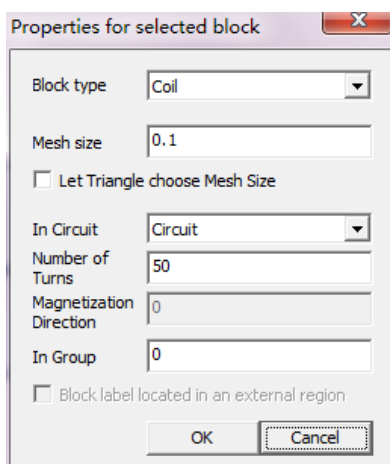 Properties for selected block
Block type Coil
Mesh size 0.1
Let Triangle choose Mesh Size
In Circuit Circuit
Number of Turns 50
Magnetization Direction 0
In Group 0
Block label located in an external region
OK Cancel